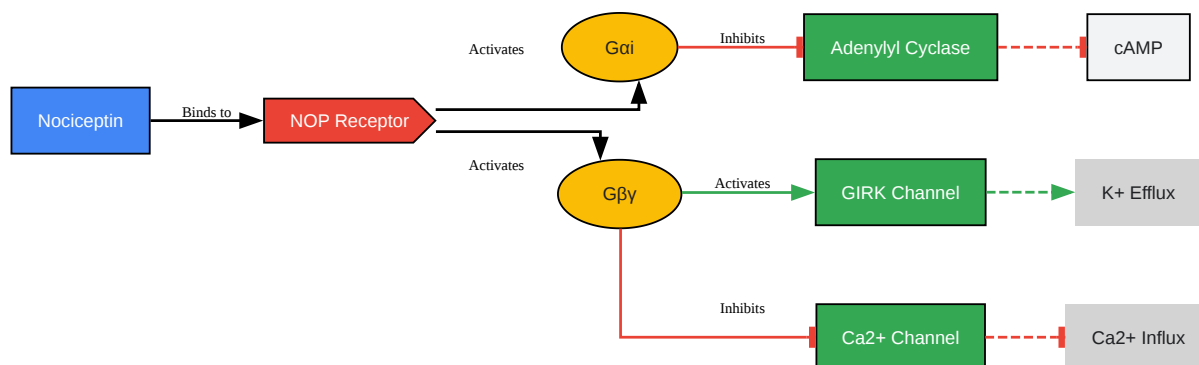 Activates
Gαi
Inhibits
Adenylyl Cyclase
cAMP
Nociceptin
Binds to
NOP Receptor
Activates
Gβγ
Activates
GIRK Channel
K+ Efflux
Inhibits
Ca2+ Channel
Ca2+ Influx